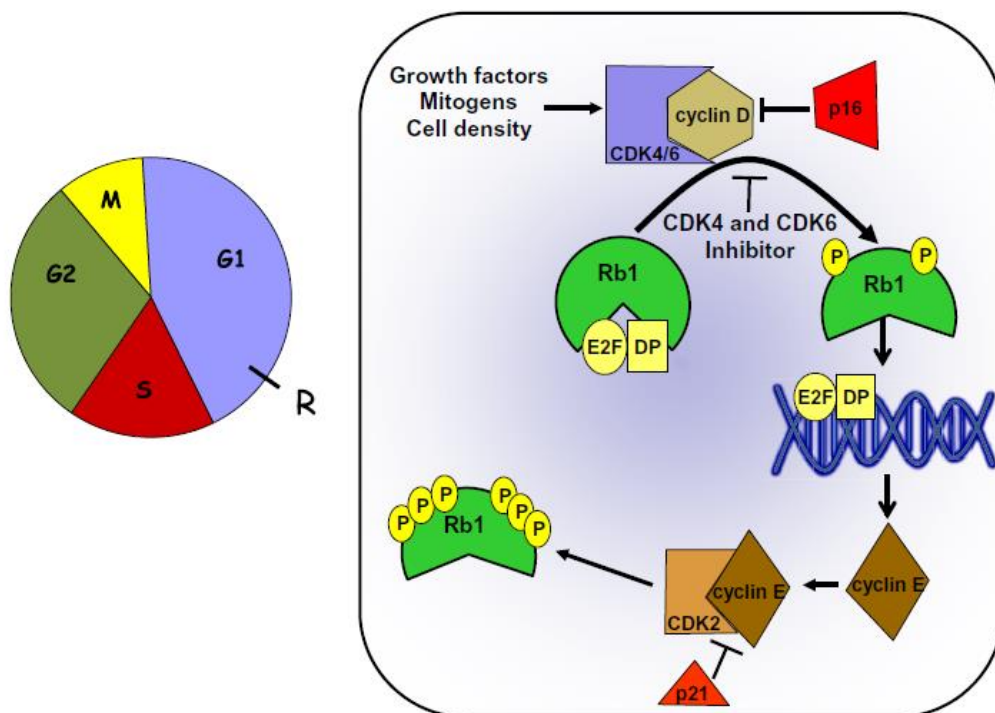 M
G1
G2
S
R
Growth factors
Mitogens
Cell density
cyclin D
CDK4/6
p16
CDK4 and CDK6
Inhibitor
Rb1
E2F DP
P P
Rb1
E2F DP
cyclin E
cyclin E
CDK2
p21
P P P P P P
Rb1